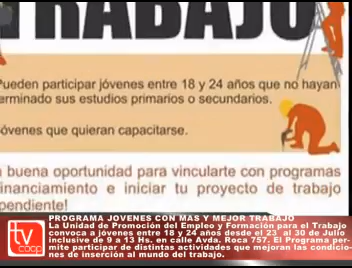 TRABAJO
Pueden participar jóvenes entre 18 y 24 años que no hayan
terminado sus estudios primarios o secundarios.
Jóvenes que quieran capacitarse.
buena oportunidad para vincularte con programas
financiamiento e iniciar tu proyecto de trabajo
PROGRAMA JOVENES CON MAS Y MEJOR TRABAJO
La Unidad de Promoción del Empleo y Formación para el Trabajo
convoca a jóvenes entre 18 y 24 años desde el 23 al 30 de Julio
inclusive de 9 a 13 Hs. en calle Avda. Roca 757. El Programa per-
mite participar de distintas actividades que mejoran las condicio-
nes de inserción al mundo del trabajo.
tv
coop